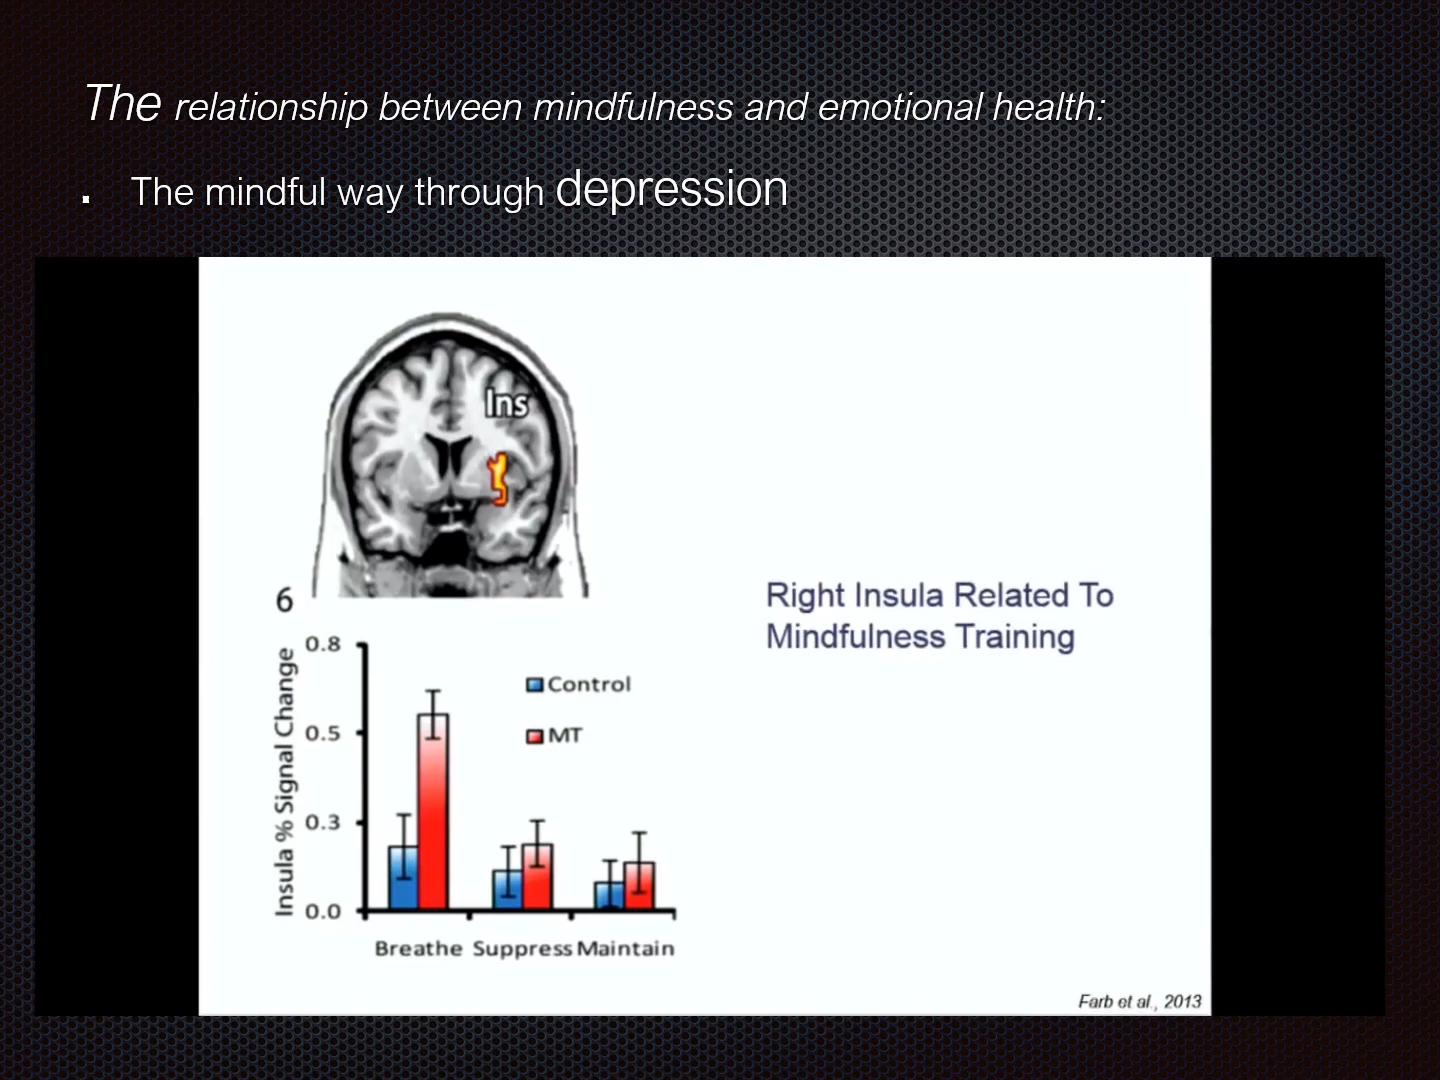 The relationship between mindfulness and emotional health:
▪ The mindful way through depression
Ins
6
Right Insula Related To
Mindfulness Training
Insula % Signal Change
0.8
0.5
0.3
0.0
Control
MT
Breathe Suppress Maintain
Farb et al., 2013